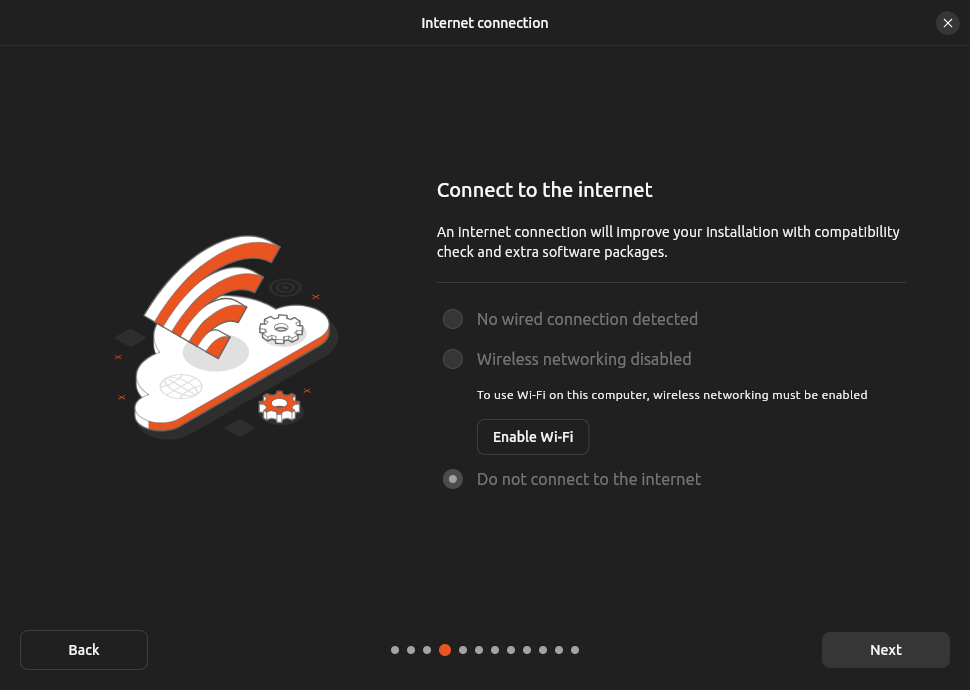 Internet connection
Connect to the internet
An internet connection will improve your installation with compatibility
check and extra software packages.
No wired connection detected
Wireless networking disabled
To use Wi-Fi on this computer, wireless networking must be enabled
Enable Wi-Fi
Do not connect to the internet
Back
Next